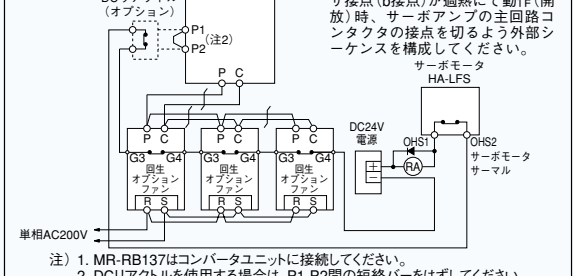 DCリアクトル
(オプション)
サ接点(b接点)が過熱にて動作(開
放)時、サーボアンプの主回路コ
ンタクタの接点を切るよう外部シ
ーケンスを構成してください。
P1
P2
(注2)
P C
サーボモータ
HA-LFS
DC24V
電源
OHS1
OHS2
サーボモータ
サーマル
+
−
RA
P C
P C
P C
G3 G4
G3 G4
G3 G4
回生
オプション
ファン
回生
オプション
ファン
回生
オプション
ファン
R S
R S
R S
単相AC200V
注) 1. MR-RB137はコンバータユニットに接続してください。
2. DCリアクトルを使用する場合は、P1-P2間の短絡バーをはずしてください。